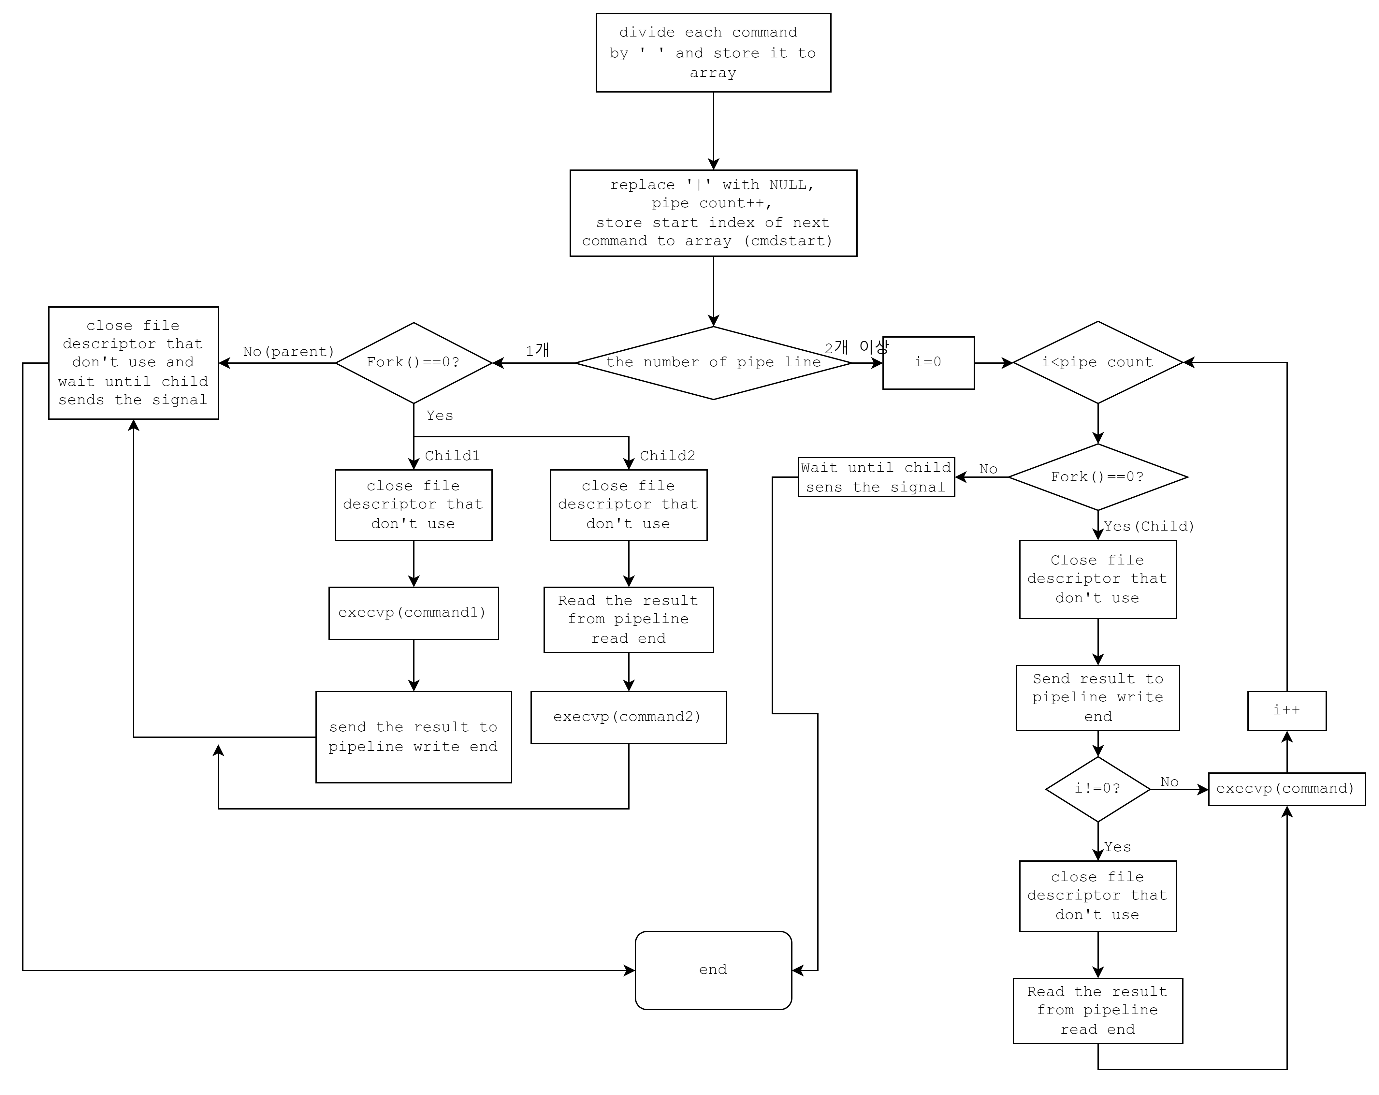 divide each command
by ' ' and store it to
array
replace '|' with NULL,
pipe count++,
store start index of next
command to array (cmdstart)
close file
descriptor that
don't use and
wait until child
sends the signal
No(parent)
Fork()==0?
1개
the number of pipe line
2개 이상
i=0
i<pipe count
Yes
Child1
Child2
close file
descriptor that
don't use
close file
descriptor that
don't use
Wait until child
sens the signal
No
Fork()==0?
Yes(Child)
Close file
descriptor that
don't use
execvp(command1)
Read the result
from pipeline
read end
send the result to
pipeline write end
execvp(command2)
Send result to
pipeline write
end
i++
i!=0?
No
execvp(command)
Yes
close file
descriptor that
don't use
end
Read the result
from pipeline
read end